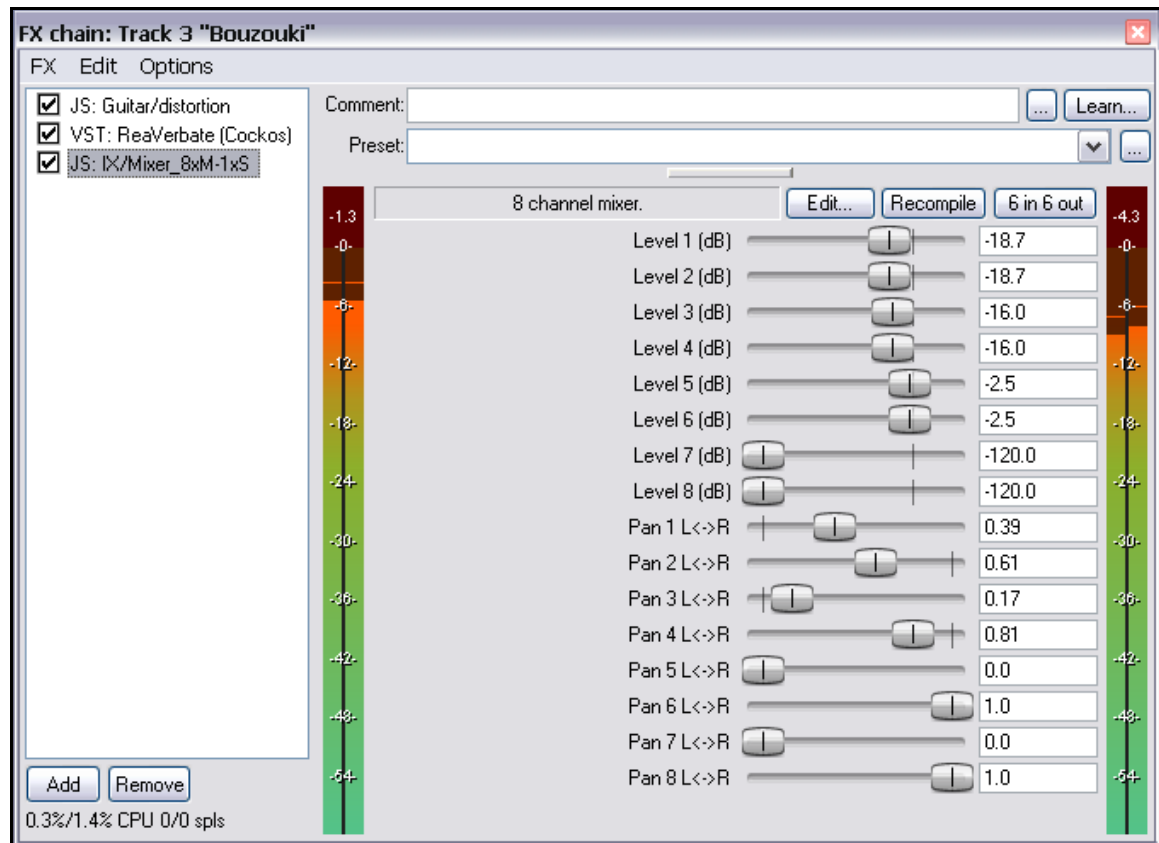 FX chain: Track 3 "Bouzouki"
FX Edit Options
JS: Guitar/distortion
VST: ReaVerbate (Cockos)
JS: IX/Mixer_8xM-1xS
Add Remove
0.3%/1.4% CPU 0/0 spls
Comment: ... Learn...
Preset: ...
8 channel mixer. Edit... Recompile 6 in 6 out
Level 1 (dB) -18.7
Level 2 (dB) -18.7
Level 3 (dB) -16.0
Level 4 (dB) -16.0
Level 5 (dB) -2.5
Level 6 (dB) -2.5
Level 7 (dB) -120.0
Level 8 (dB) -120.0
Pan 1 L<->R 0.39
Pan 2 L<->R 0.61
Pan 3 L<->R 0.17
Pan 4 L<->R 0.81
Pan 5 L<->R 0.0
Pan 6 L<->R 1.0
Pan 7 L<->R 0.0
Pan 8 L<->R 1.0
-1.3
-0-
-6-
-12-
-18-
-24-
-30-
-36-
-42-
-48-
-54-
-4.3
-0-
-6-
-12-
-18-
-24-
-30-
-36-
-42-
-48-
-54-